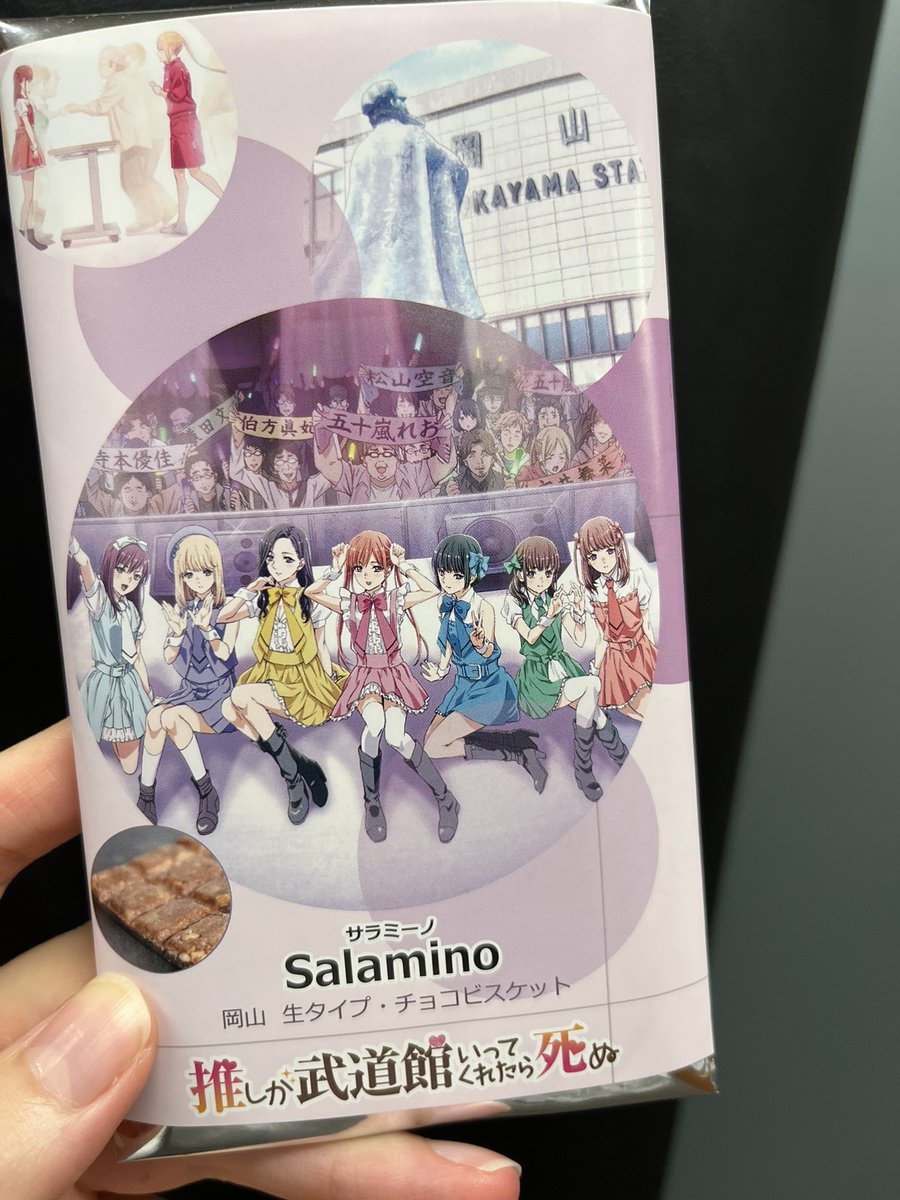 岡 山
OKAYAMA STA
松山空音
五十
伯方眞妃
五十嵐れお
寺本優佳
サラミーノ
Salamino
岡山 生タイプ・チョコビスケット
推しが武道館いって
くれたら死ぬ